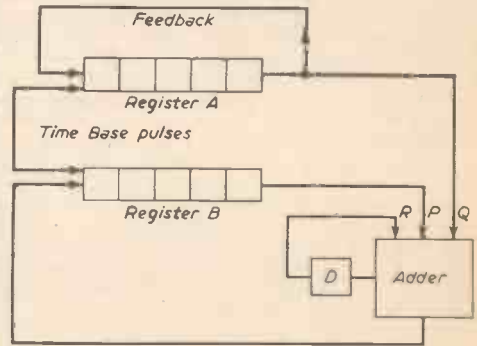 Feedback
Register A
Time Base pulses
Register B
R P Q
D
Adder